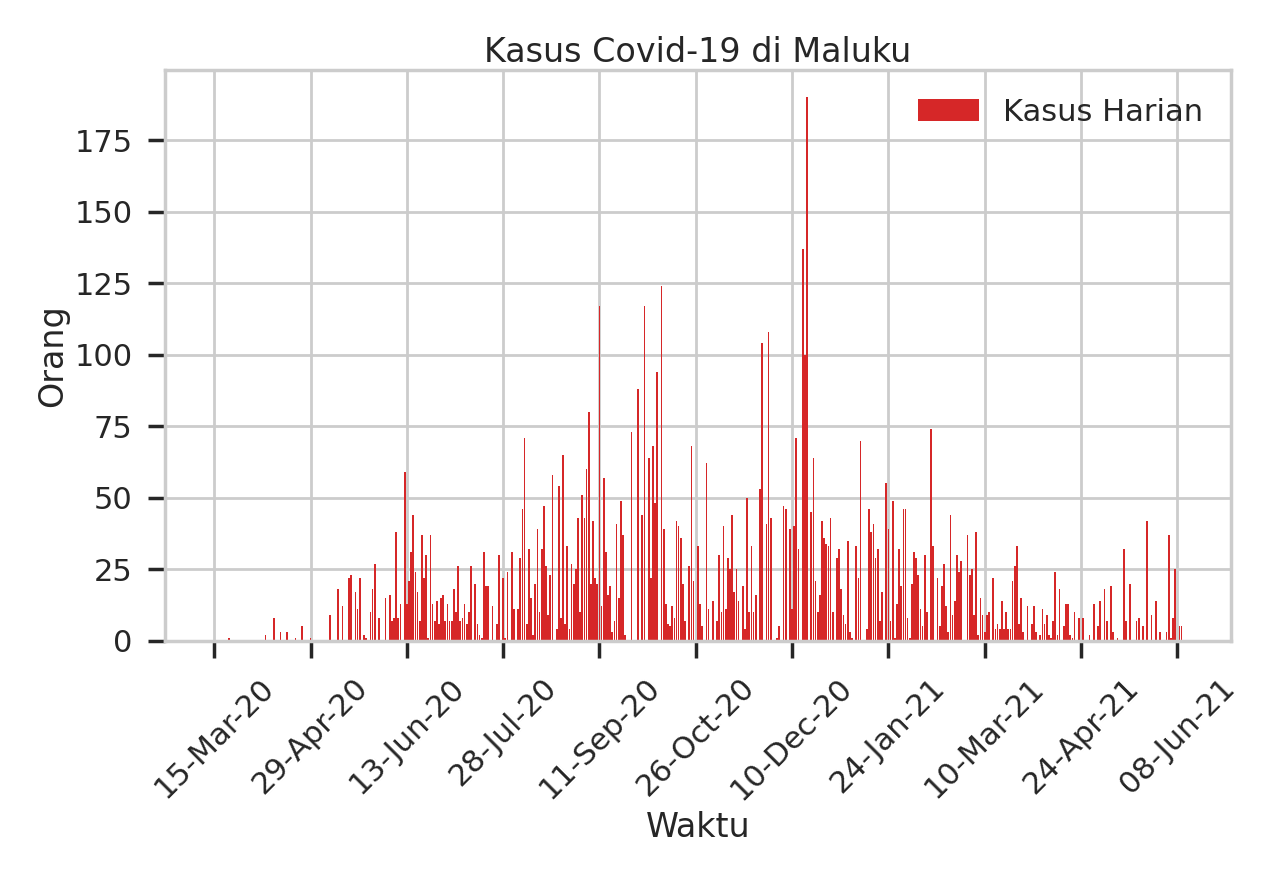 Kasus Covid-19 di Maluku
Kasus Harian
175
150
125
100
75
50
25
0
Orang
15-Mar-20
29-Apr-20
13-Jun-20
28-Jul-20
11-Sep-20
26-Oct-20
10-Dec-20
24-Jan-21
10-Mar-21
24-Apr-21
08-Jun-21
Waktu